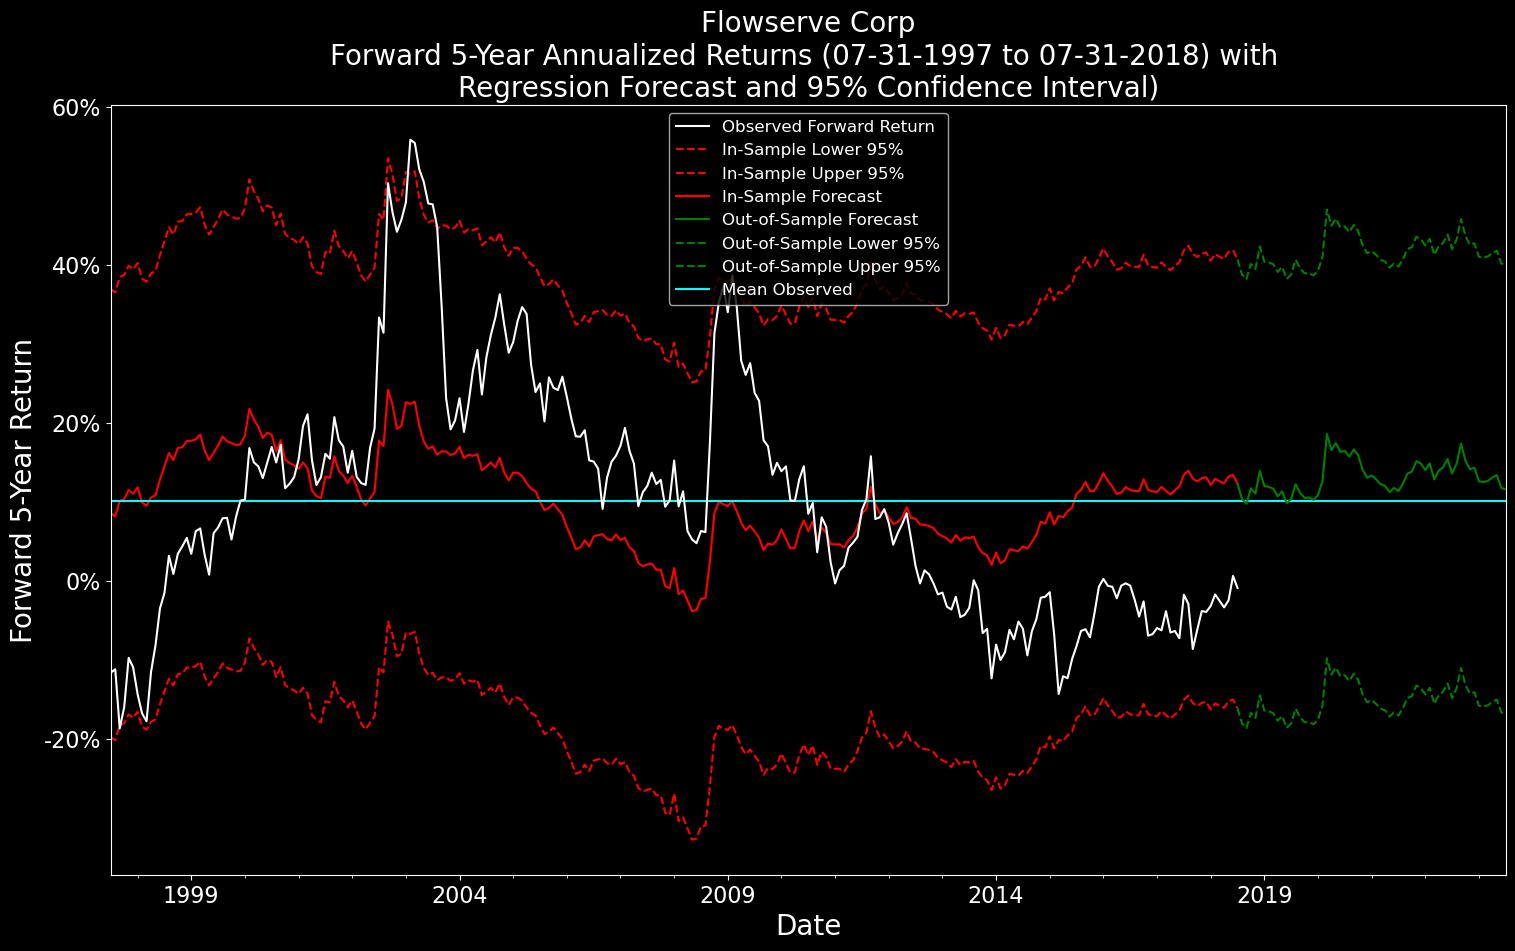 Flowserve Corp
Forward 5-Year Annualized Returns (07-31-1997 to 07-31-2018) with
Regression Forecast and 95% Confidence Interval)
60%
40%
20%
0%
-20%
Forward 5-Year Return
Observed Forward Return
In-Sample Lower 95%
In-Sample Upper 95%
In-Sample Forecast
Out-of-Sample Forecast
Out-of-Sample Lower 95%
Out-of-Sample Upper 95%
Mean Observed
1999
2004
2009
2014
2019
Date